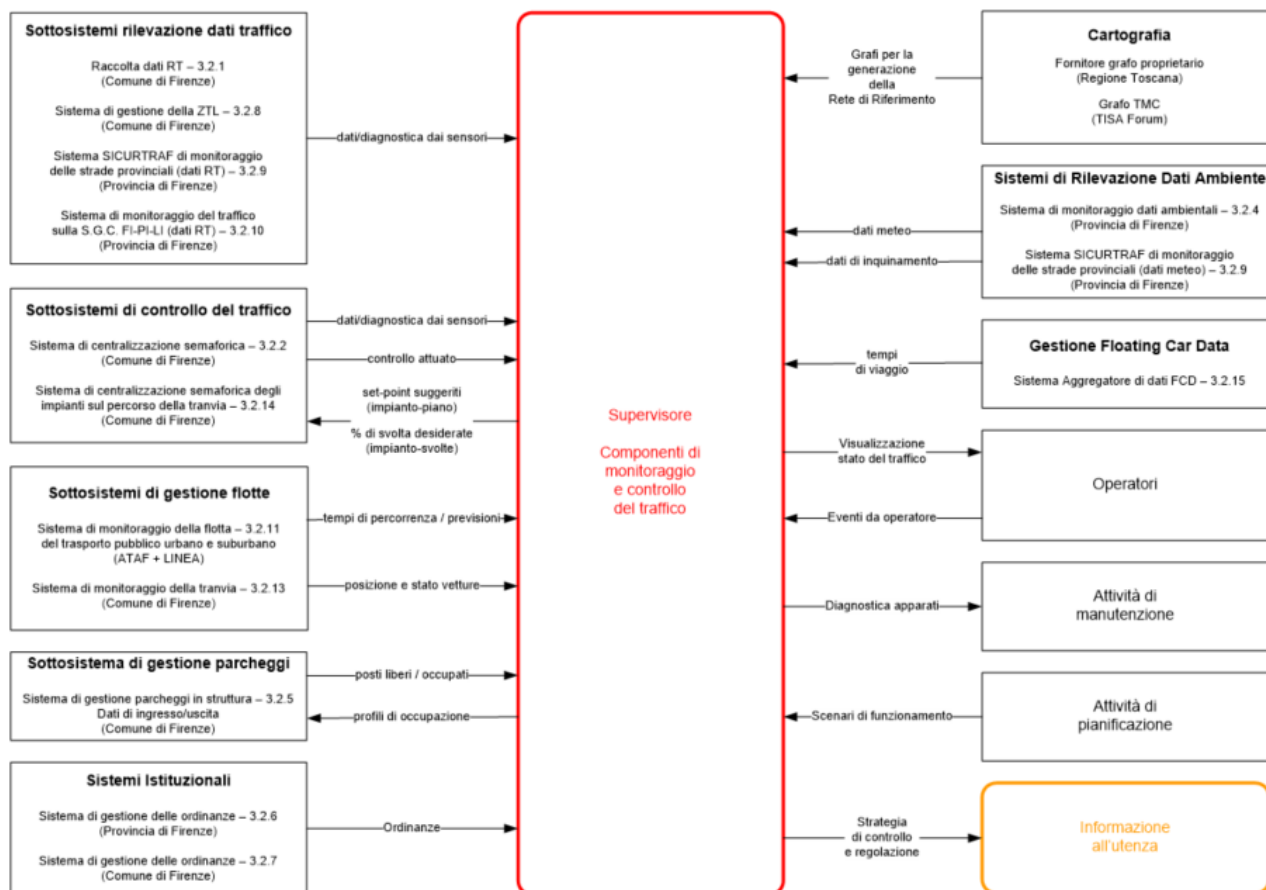 Sottosistemi rilevazione dati traffico
Raccolta dati RT – 3.2.1
(Comune di Firenze)
Sistema di gestione della ZTL – 3.2.8
(Comune di Firenze)
Sistema SICURTRAF di monitoraggio
delle strade provinciali (dati RT) – 3.2.9
(Provincia di Firenze)
Sistema di monitoraggio del traffico
sulla S.G.C. FI-PI-LI (dati RT) – 3.2.10
(Provincia di Firenze)
dati/diagnostica dai sensori
Sottosistemi di controllo del traffico
Sistema di centralizzazione semaforica – 3.2.2
(Comune di Firenze)
Sistema di centralizzazione semaforica degli
impianti sul percorso della tranvia – 3.2.14
(Comune di Firenze)
dati/diagnostica dai sensori
controllo attuato
set-point suggeriti
(impianto-piano)
% di svolta desiderate
(impianto-svolte)
Sottosistemi di gestione flotte
Sistema di monitoraggio della flotta – 3.2.11
del trasporto pubblico urbano e suburbano
(ATAF + LINEA)
Sistema di monitoraggio della tranvia – 3.2.13
(Comune di Firenze)
tempi di percorrenza / previsioni
posizione e stato vetture
Sottosistema di gestione parcheggi
Sistema di gestione parcheggi in struttura – 3.2.5
Dati di ingresso/uscita
(Comune di Firenze)
posti liberi / occupati
profili di occupazione
Sistemi Istituzionali
Sistema di gestione delle ordinanze – 3.2.6
(Provincia di Firenze)
Sistema di gestione delle ordinanze – 3.2.7
(Comune di Firenze)
Ordinanze
Supervisore
Componenti di
monitoraggio
e controllo
del traffico
Grafi per la
generazione
della
Rete di Riferimento
Cartografia
Fornitore grafo proprietario
(Regione Toscana)
Grafo TMC
(TISA Forum)
dati meteo
dati di inquinamento
Sistemi di Rilevazione Dati Ambiente
Sistema di monitoraggio dati ambientali – 3.2.4
(Provincia di Firenze)
Sistema SICURTRAF di monitoraggio
delle strade provinciali (dati meteo) – 3.2.9
(Provincia di Firenze)
tempi
di viaggio
Gestione Floating Car Data
Sistema Aggregatore di dati FCD – 3.2.15
Visualizzazione
stato del traffico
Eventi da operatore
Operatori
Diagnostica apparati
Attività di
manutenzione
Scenari di funzionamento
Attività di
pianificazione
Strategia
di controllo
e regolazione
Informazione
all'utenza